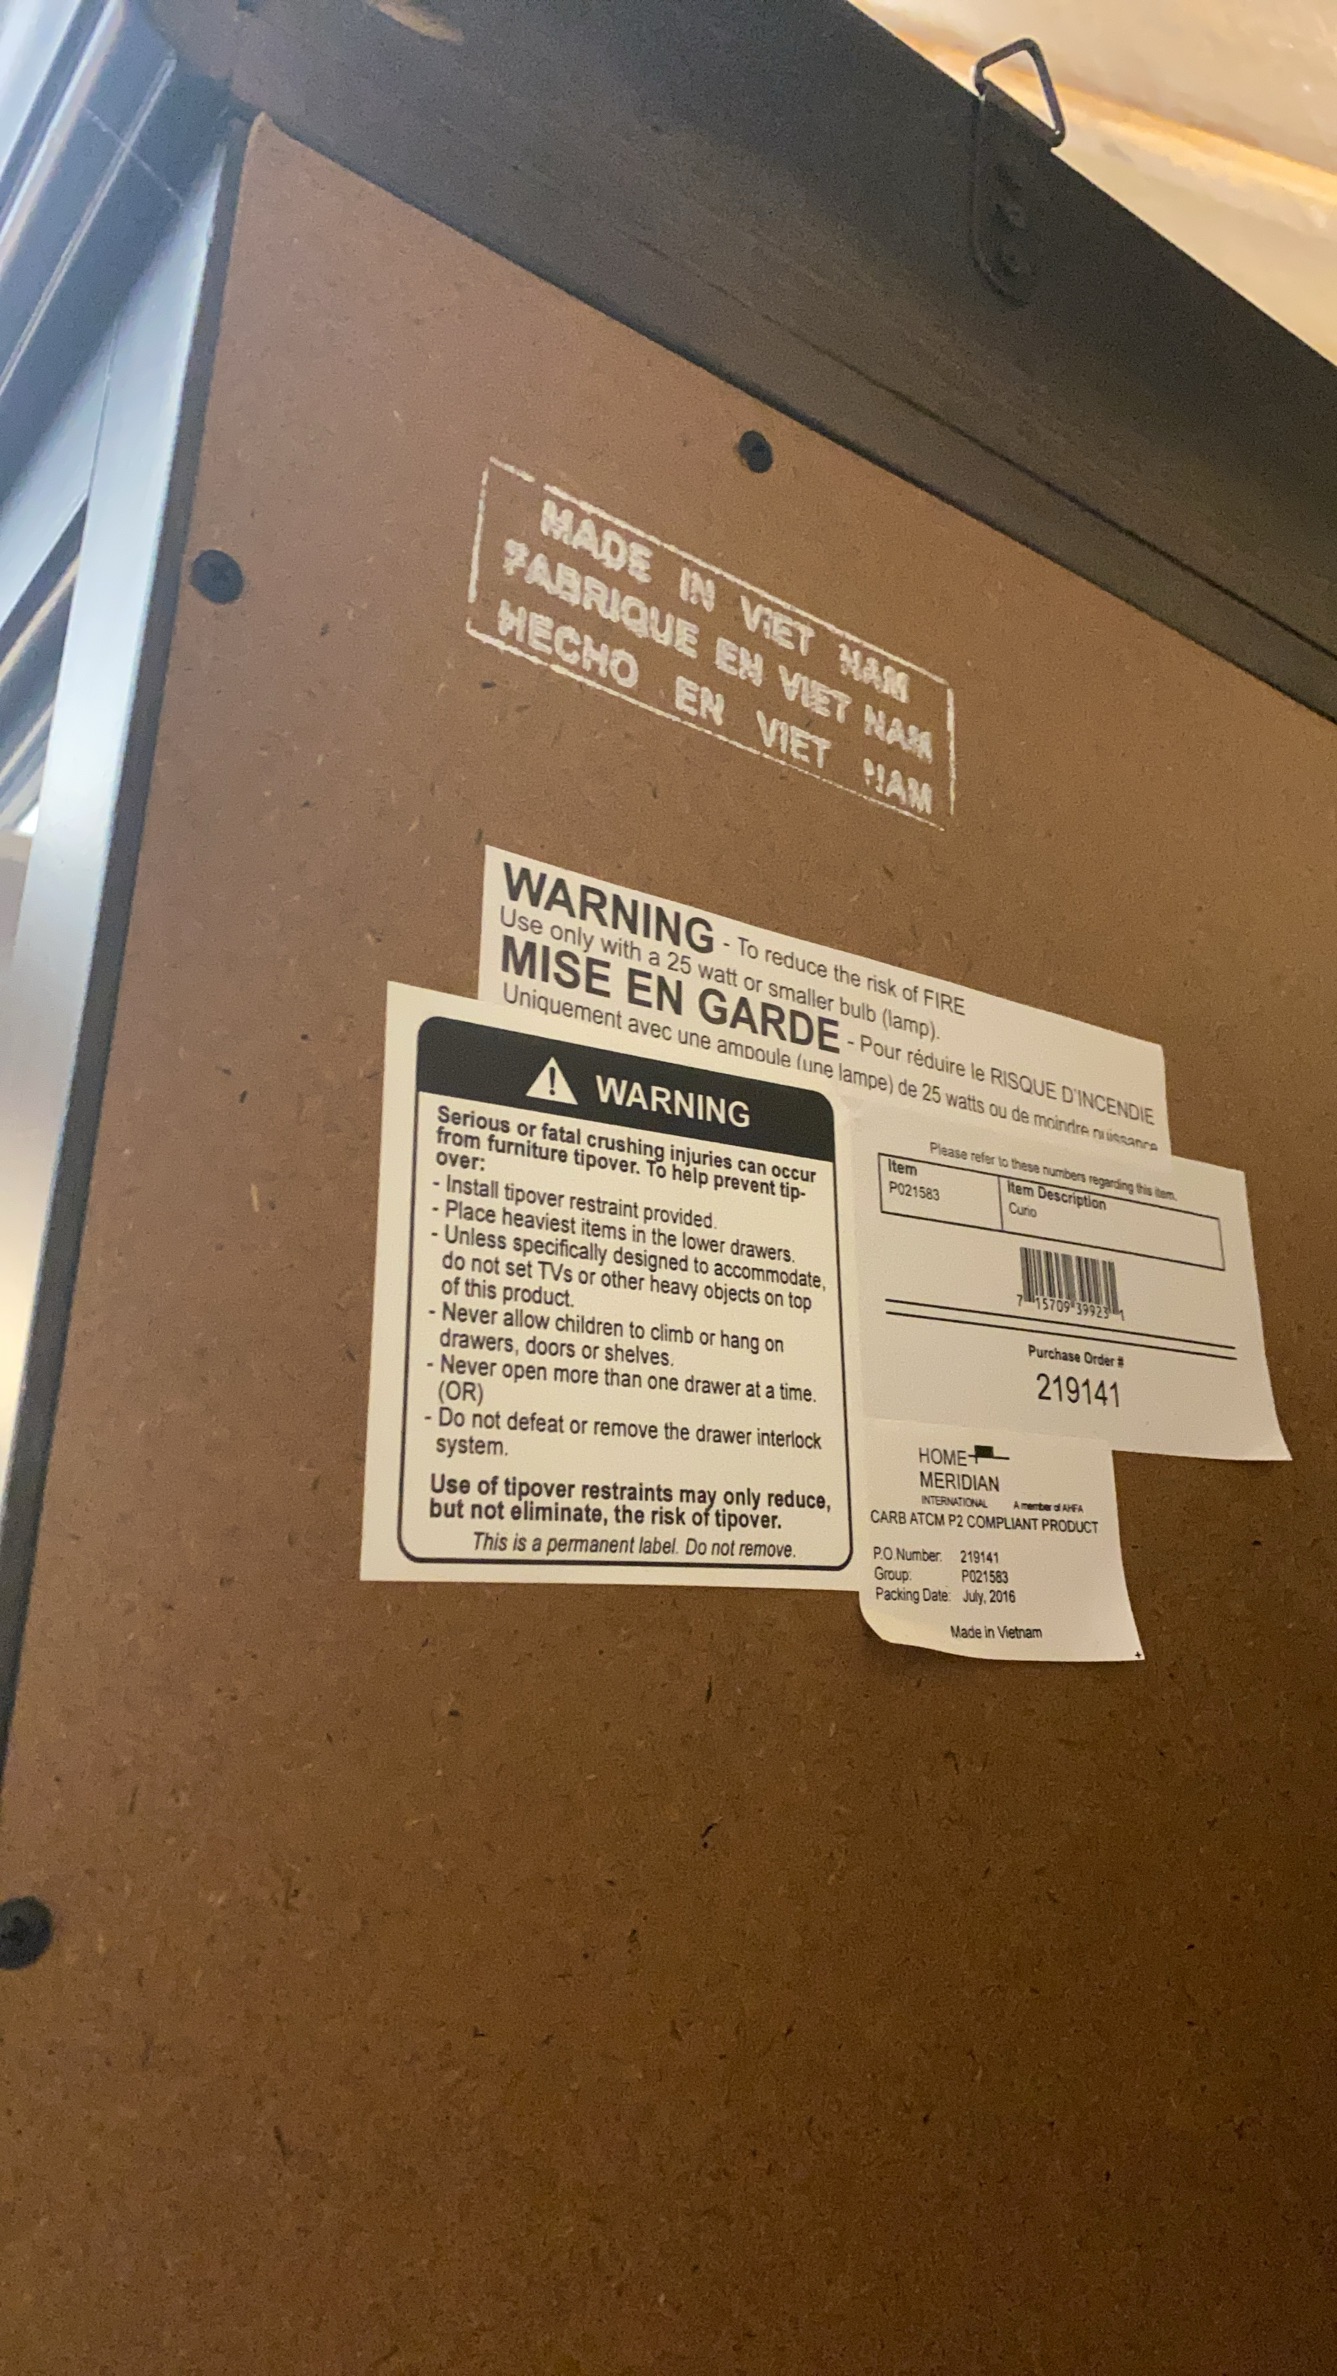 MADE IN VIET NAM
FABRIQUE EN VIET NAM
HECHO EN VIET NAM
WARNING - To reduce the risk of FIRE
Use only with a 25 watt or smaller bulb (lamp).
MISE EN GARDE - Pour réduire le RISQUE D'INCENDIE
Uniquement avec une ampoule (une lampe) de 25 watts ou de moindre puissance
WARNING
Serious or fatal crushing injuries can occur
from furniture tipover. To help prevent tip-
over:
- Install tipover restraint provided.
- Place heaviest items in the lower drawers.
- Unless specifically designed to accommodate,
do not set TVs or other heavy objects on top
of this product.
- Never allow children to climb or hang on
drawers, doors or shelves.
- Never open more than one drawer at a time.
(OR)
- Do not defeat or remove the drawer interlock
system.
Use of tipover restraints may only reduce,
but not eliminate, the risk of tipover.
This is a permanent label. Do not remove.
Please refer to these numbers regarding this item.
Item Item Description
P021583 Curio
7 15709 39923 1
Purchase Order #
219141
HOME
MERIDIAN
INTERNATIONAL A member of AHFA
CARB ATCM P2 COMPLIANT PRODUCT
P.O.Number: 219141
Group: P021583
Packing Date: July, 2016
Made in Vietnam